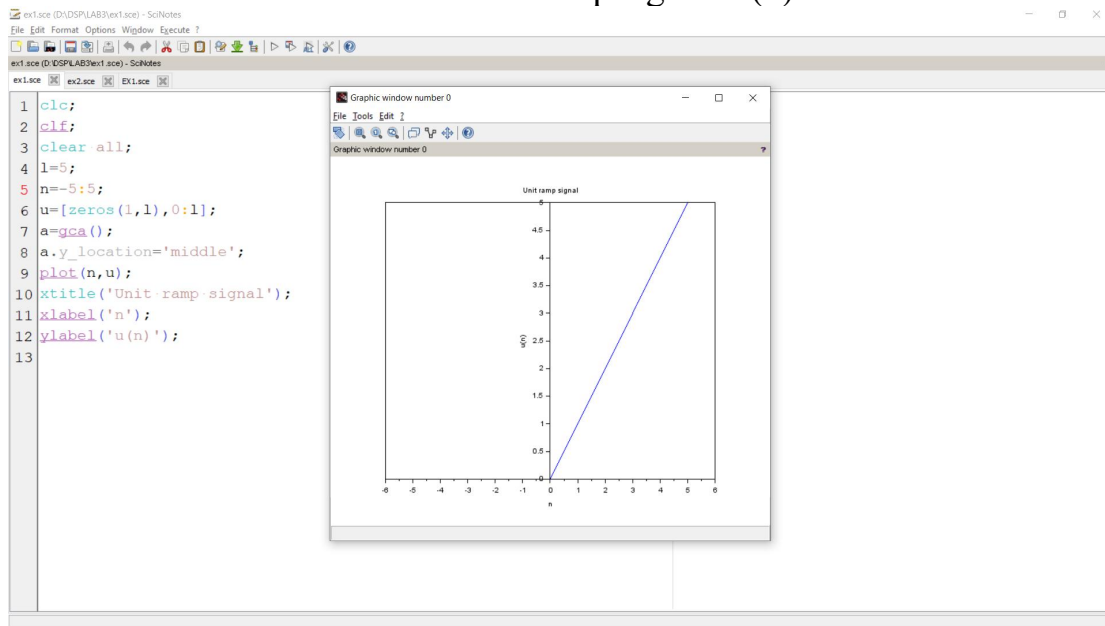 ex1.sce (D:\DSP\LAB3\ex1.sce) - SciNotes
File Edit Format Options Window Execute ?
ex1.sce (D:\DSP\LAB3\ex1.sce) - SciNotes
ex1.sce ex2.sce EX1.sce
1 clc;
2 clf;
3 clear all;
4 l=5;
5 n=-5:5;
6 u=[zeros(1,l),0:l];
7 a=gca();
8 a.y_location='middle';
9 plot(n,u);
10 xtitle('Unit ramp signal');
11 xlabel('n');
12 ylabel('u(n)');
13
Graphic window number 0
File Tools Edit ?
Graphic window number 0 ?
Unit ramp signal
5
4.5
4
3.5
3
u(n)
2.5
2
1.5
1
0.5
0
-6 -5 -4 -3 -2 -1 0 1 2 3 4 5 6
n